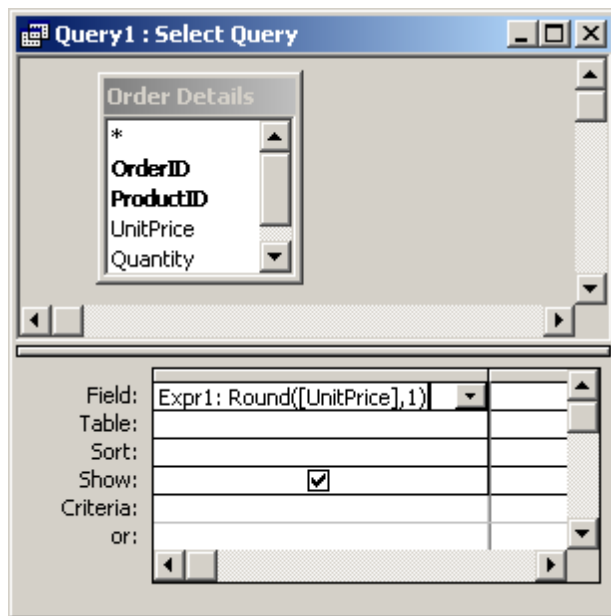 Query1 : Select Query
Order Details
*
OrderID
ProductID
UnitPrice
Quantity
Field: Expr1: Round([UnitPrice],1)
Table:
Sort:
Show:
Criteria:
or: